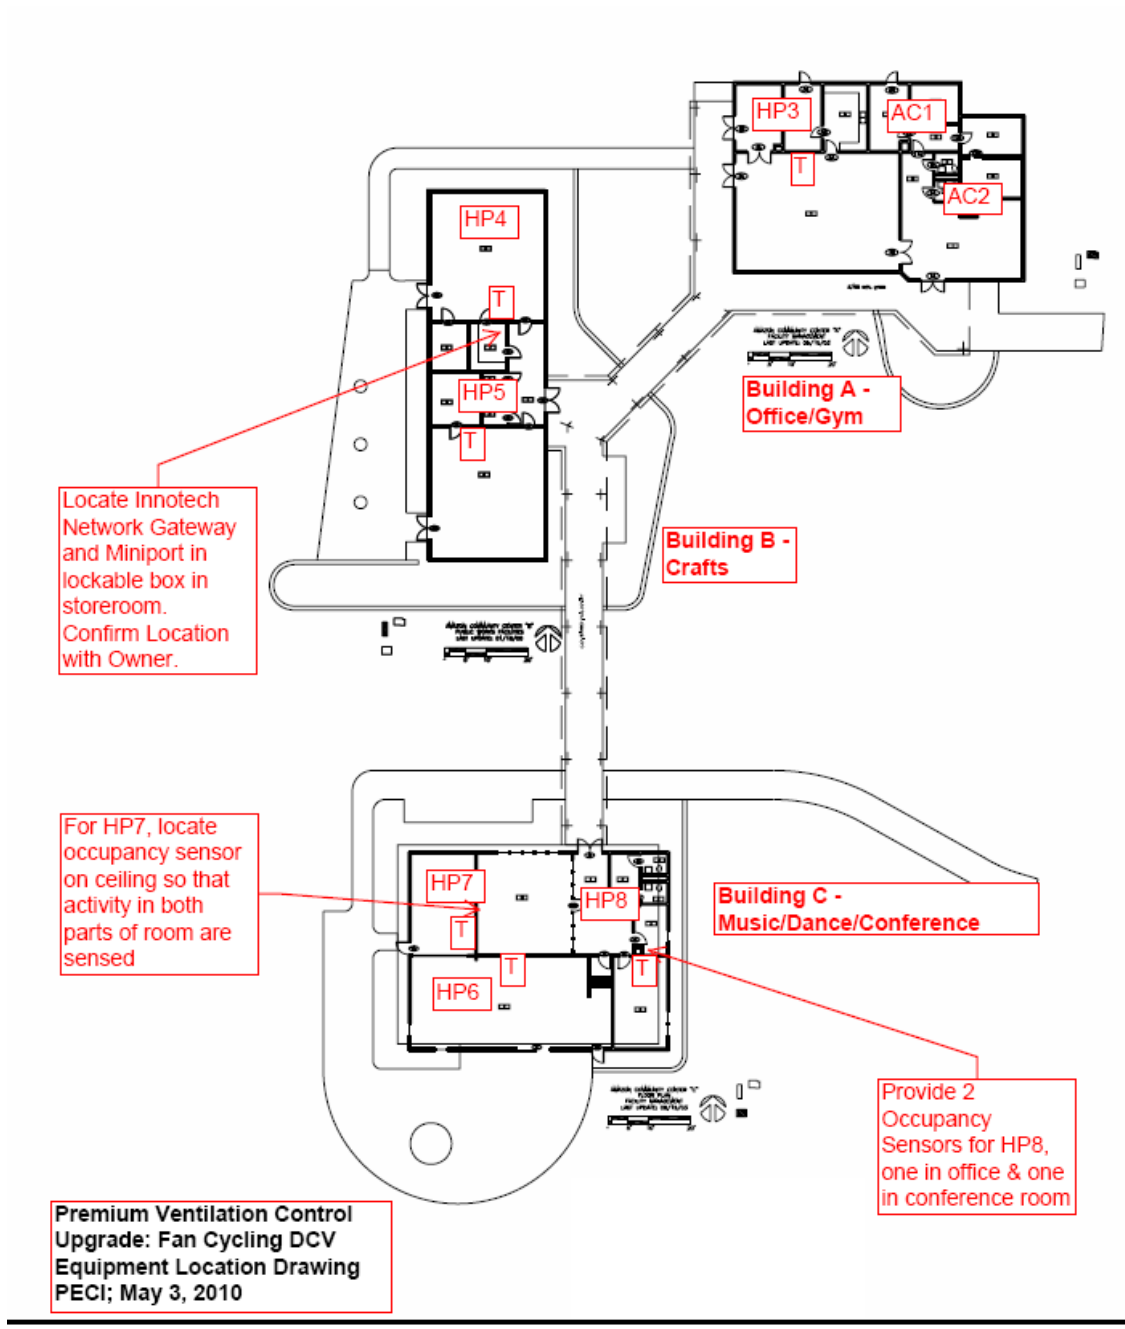 HP3
AC1
T
AC2
HP4
T
HP5
T
Building A -
Office/Gym
Locate Innotech
Network Gateway
and Miniport in
lockable box in
storeroom.
Confirm Location
with Owner.
Building B -
Crafts
For HP7, locate
occupancy sensor
on ceiling so that
activity in both
parts of room are
sensed
HP7
T
HP8
Building C -
Music/Dance/Conference
T
T
HP6
Provide 2
Occupancy
Sensors for HP8,
one in office & one
in conference room
Premium Ventilation Control
Upgrade: Fan Cycling DCV
Equipment Location Drawing
PECI; May 3, 2010